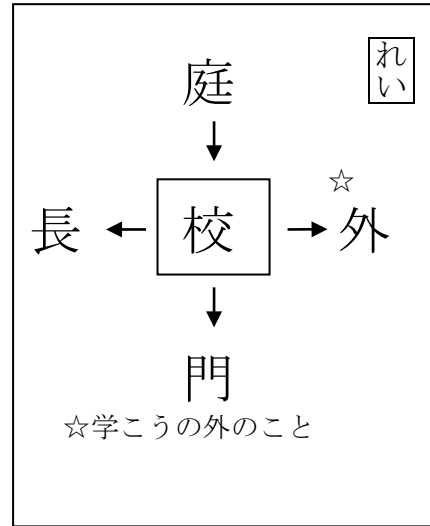 れい
庭
↓
☆
長 ← 校 → 外
↓
門
☆学こうの外のこと